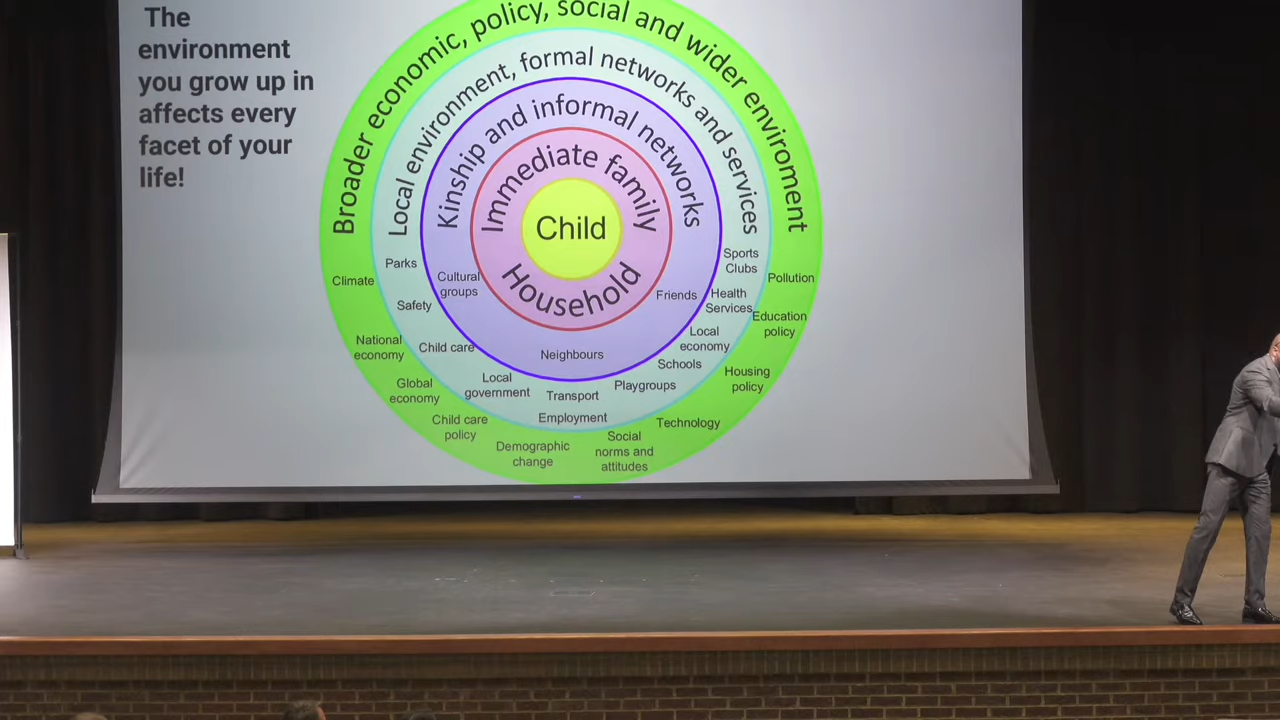 The
environment
you grow up in
affects every
facet of your
life!
Broader economic, policy, social and wider enviroment
Local environment, formal networks and services
Kinship and informal networks
Immediate family
Child
Household
Parks
Sports
Clubs
Climate
Cultural
groups
Pollution
Safety
Friends
Health
Services
Education
policy
National
economy
Child care
Neighbours
Local
economy
Schools
Global
economy
Local
government
Transport
Playgroups
Housing
policy
Child care
policy
Employment
Technology
Demographic
change
Social
norms and
attitudes